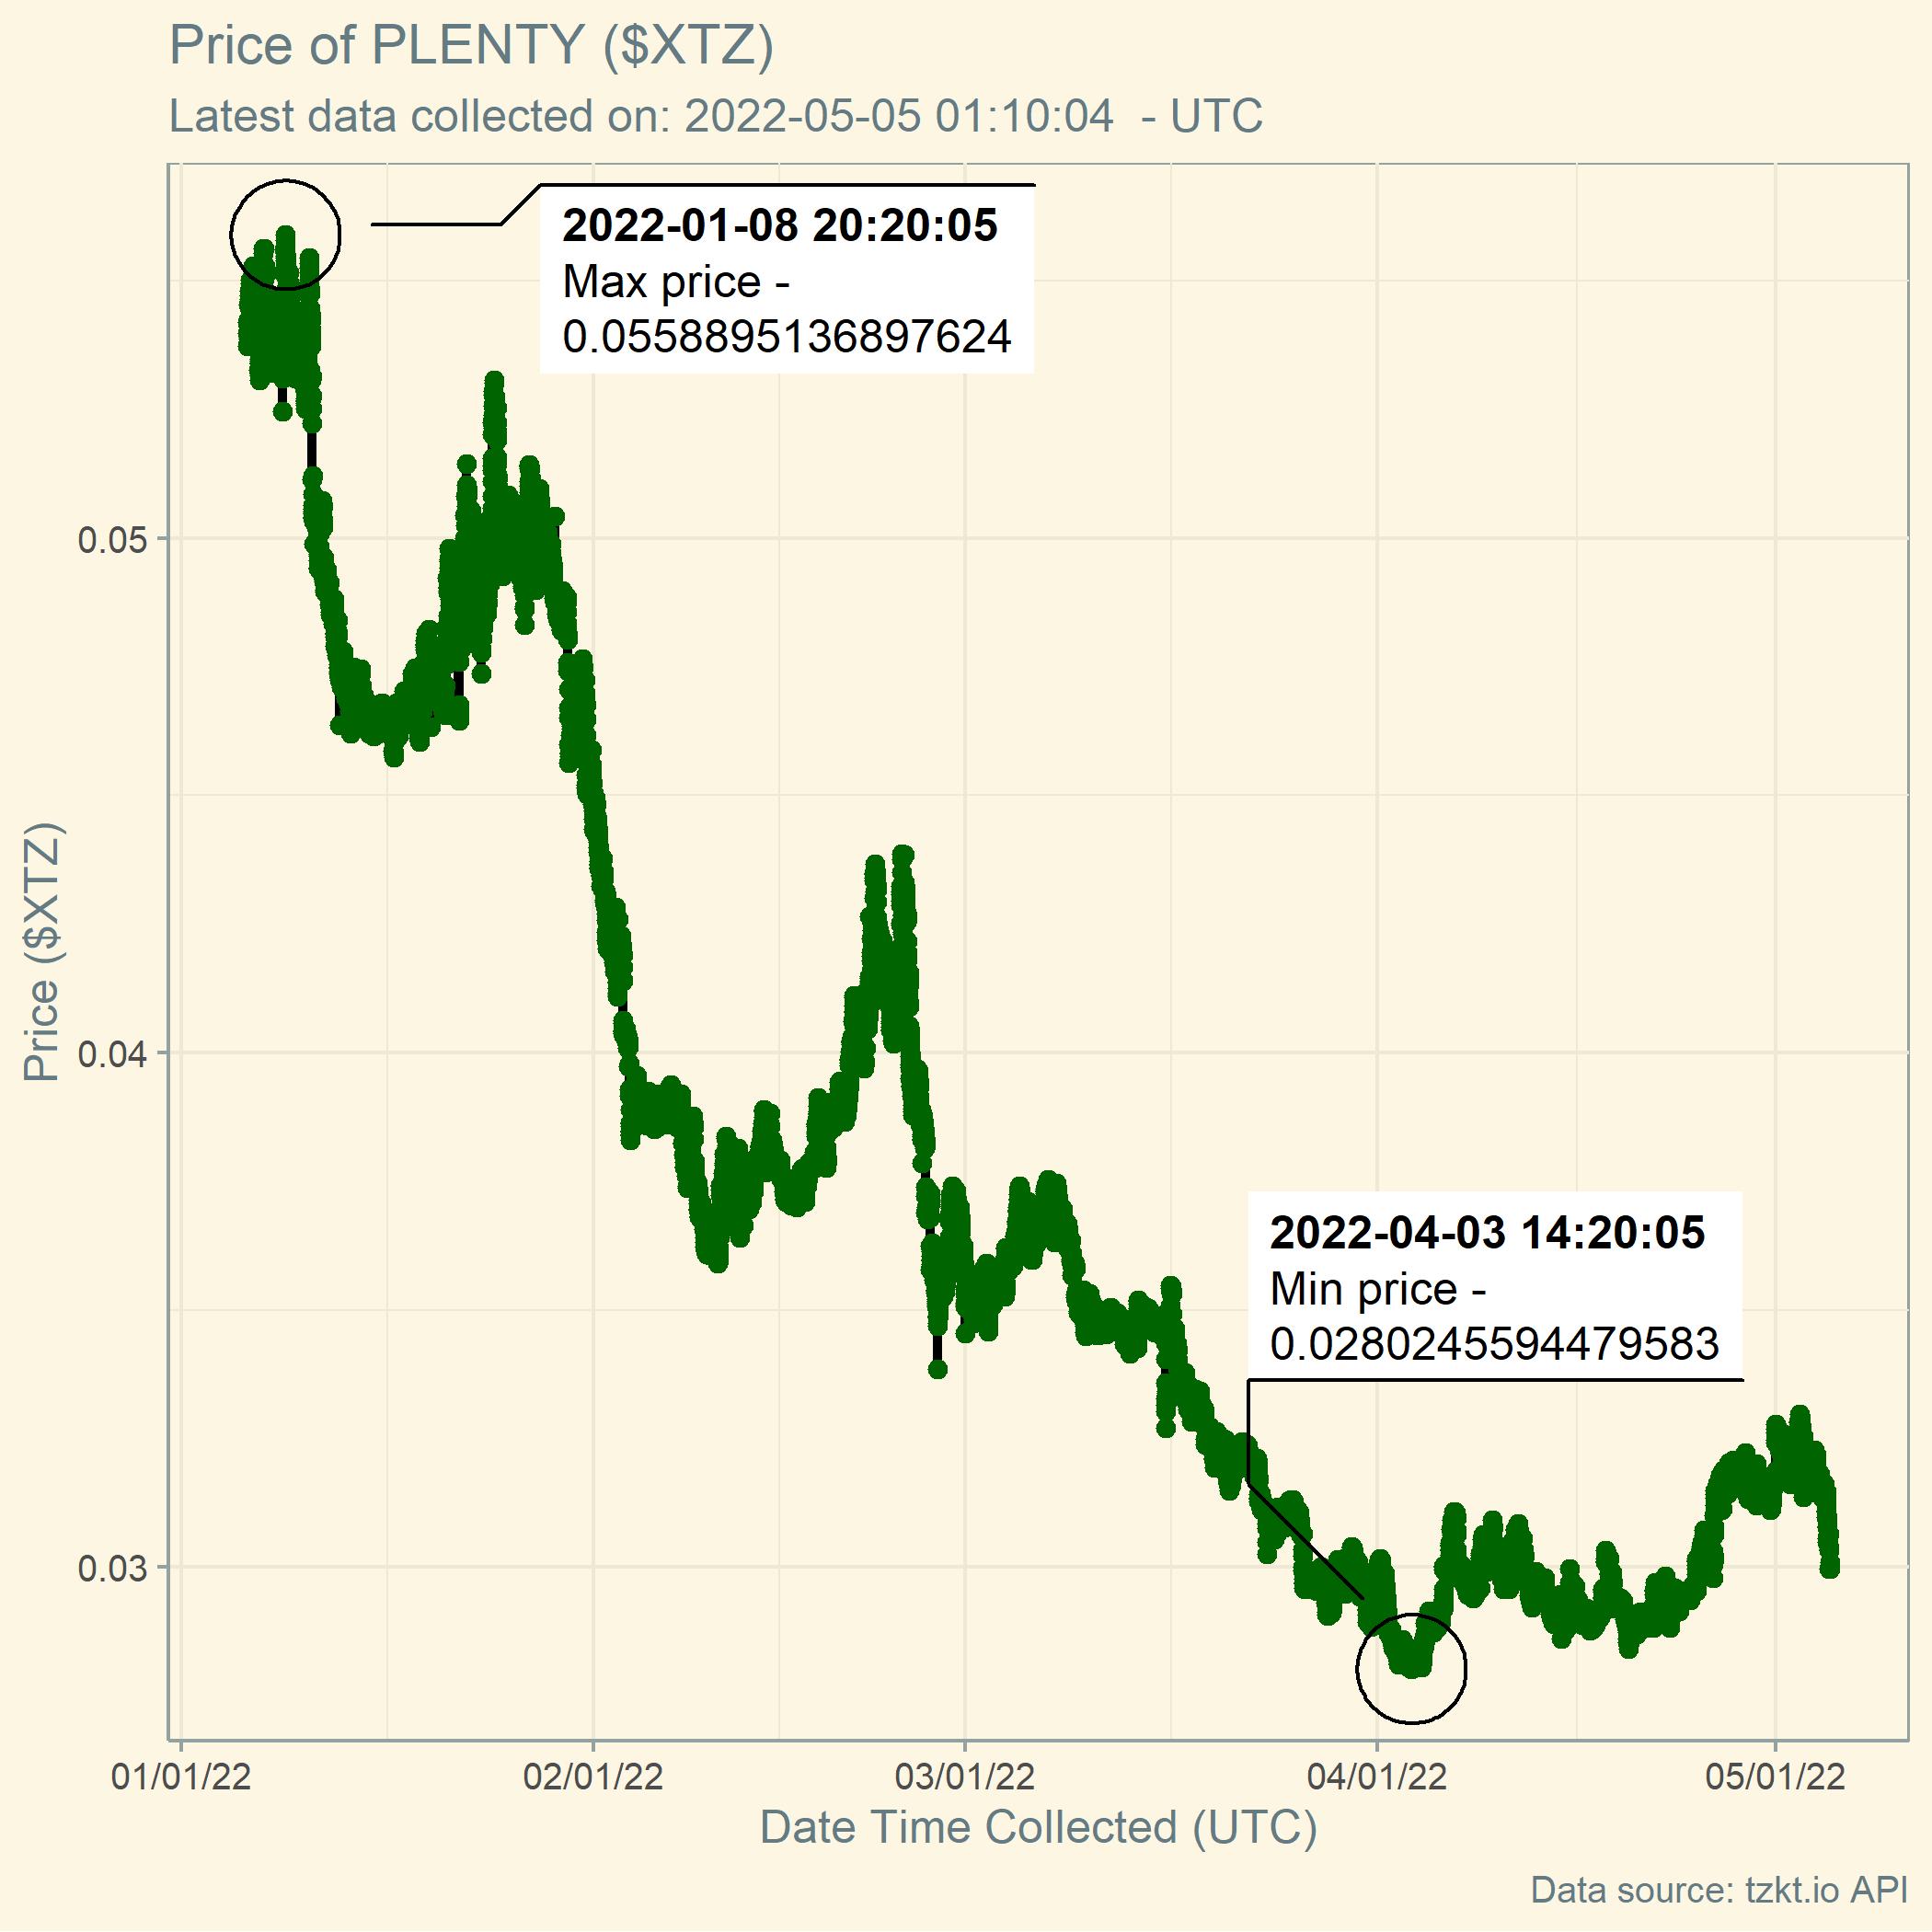 Price of PLENTY ($XTZ)
Latest data collected on: 2022-05-05 01:10:04  - UTC
2022-01-08 20:20:05
Max price -
0.0558895136897624
0.05
0.04
0.03
Price ($XTZ)
2022-04-03 14:20:05
Min price -
0.0280245594479583
01/01/22
02/01/22
03/01/22
04/01/22
05/01/22
Date Time Collected (UTC)
Data source: tzkt.io API